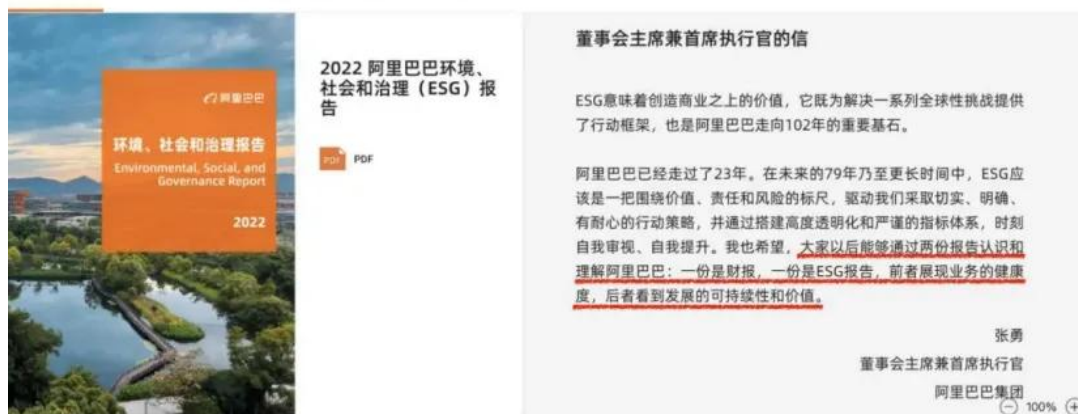 阿里巴巴
环境、社会和治理报告
Environmental, Social, and
Governance Report
2022
2022 阿里巴巴环境、
社会和治理（ESG）报
告
PDF
PDF
董事会主席兼首席执行官的信
ESG意味着创造商业之上的价值，它既为解决一系列全球性挑战提供
了行动框架，也是阿里巴巴走向102年的重要基石。
阿里巴巴已经走过了23年。在未来的79年乃至更长时间中，ESG应
该是一把围绕价值、责任和风险的标尺，驱动我们采取切实、明确、
有耐心的行动策略，并通过搭建高度透明化和严谨的指标体系，时刻
自我审视、自我提升。我也希望，大家以后能够通过两份报告认识和
理解阿里巴巴：一份是财报，一份是ESG报告，前者展现业务的健康
度，后者看到发展的可持续性和价值。
张勇
董事会主席兼首席执行官
阿里巴巴集团
100%